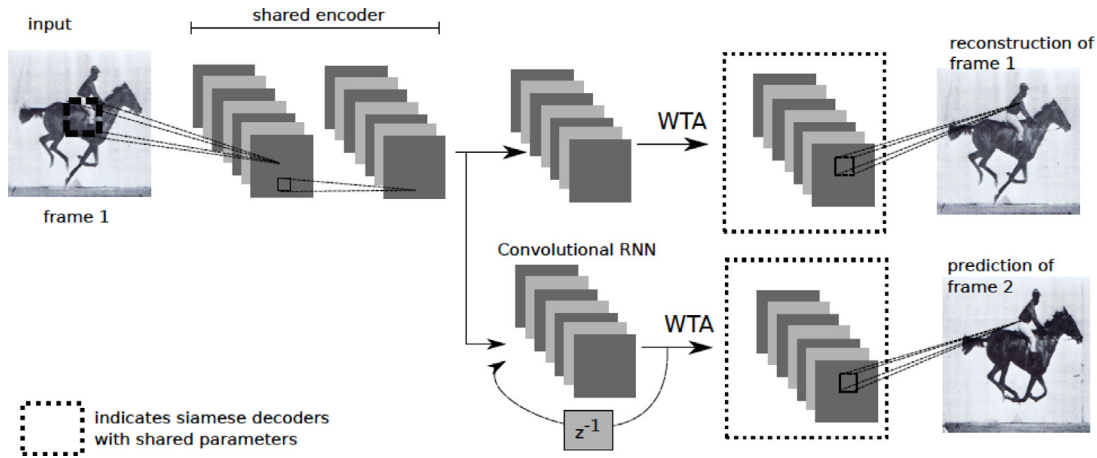 input
shared encoder
frame 1
WTA
reconstruction of
frame 1
Convolutional RNN
WTA
prediction of
frame 2
z-1
indicates siamese decoders
with shared parameters